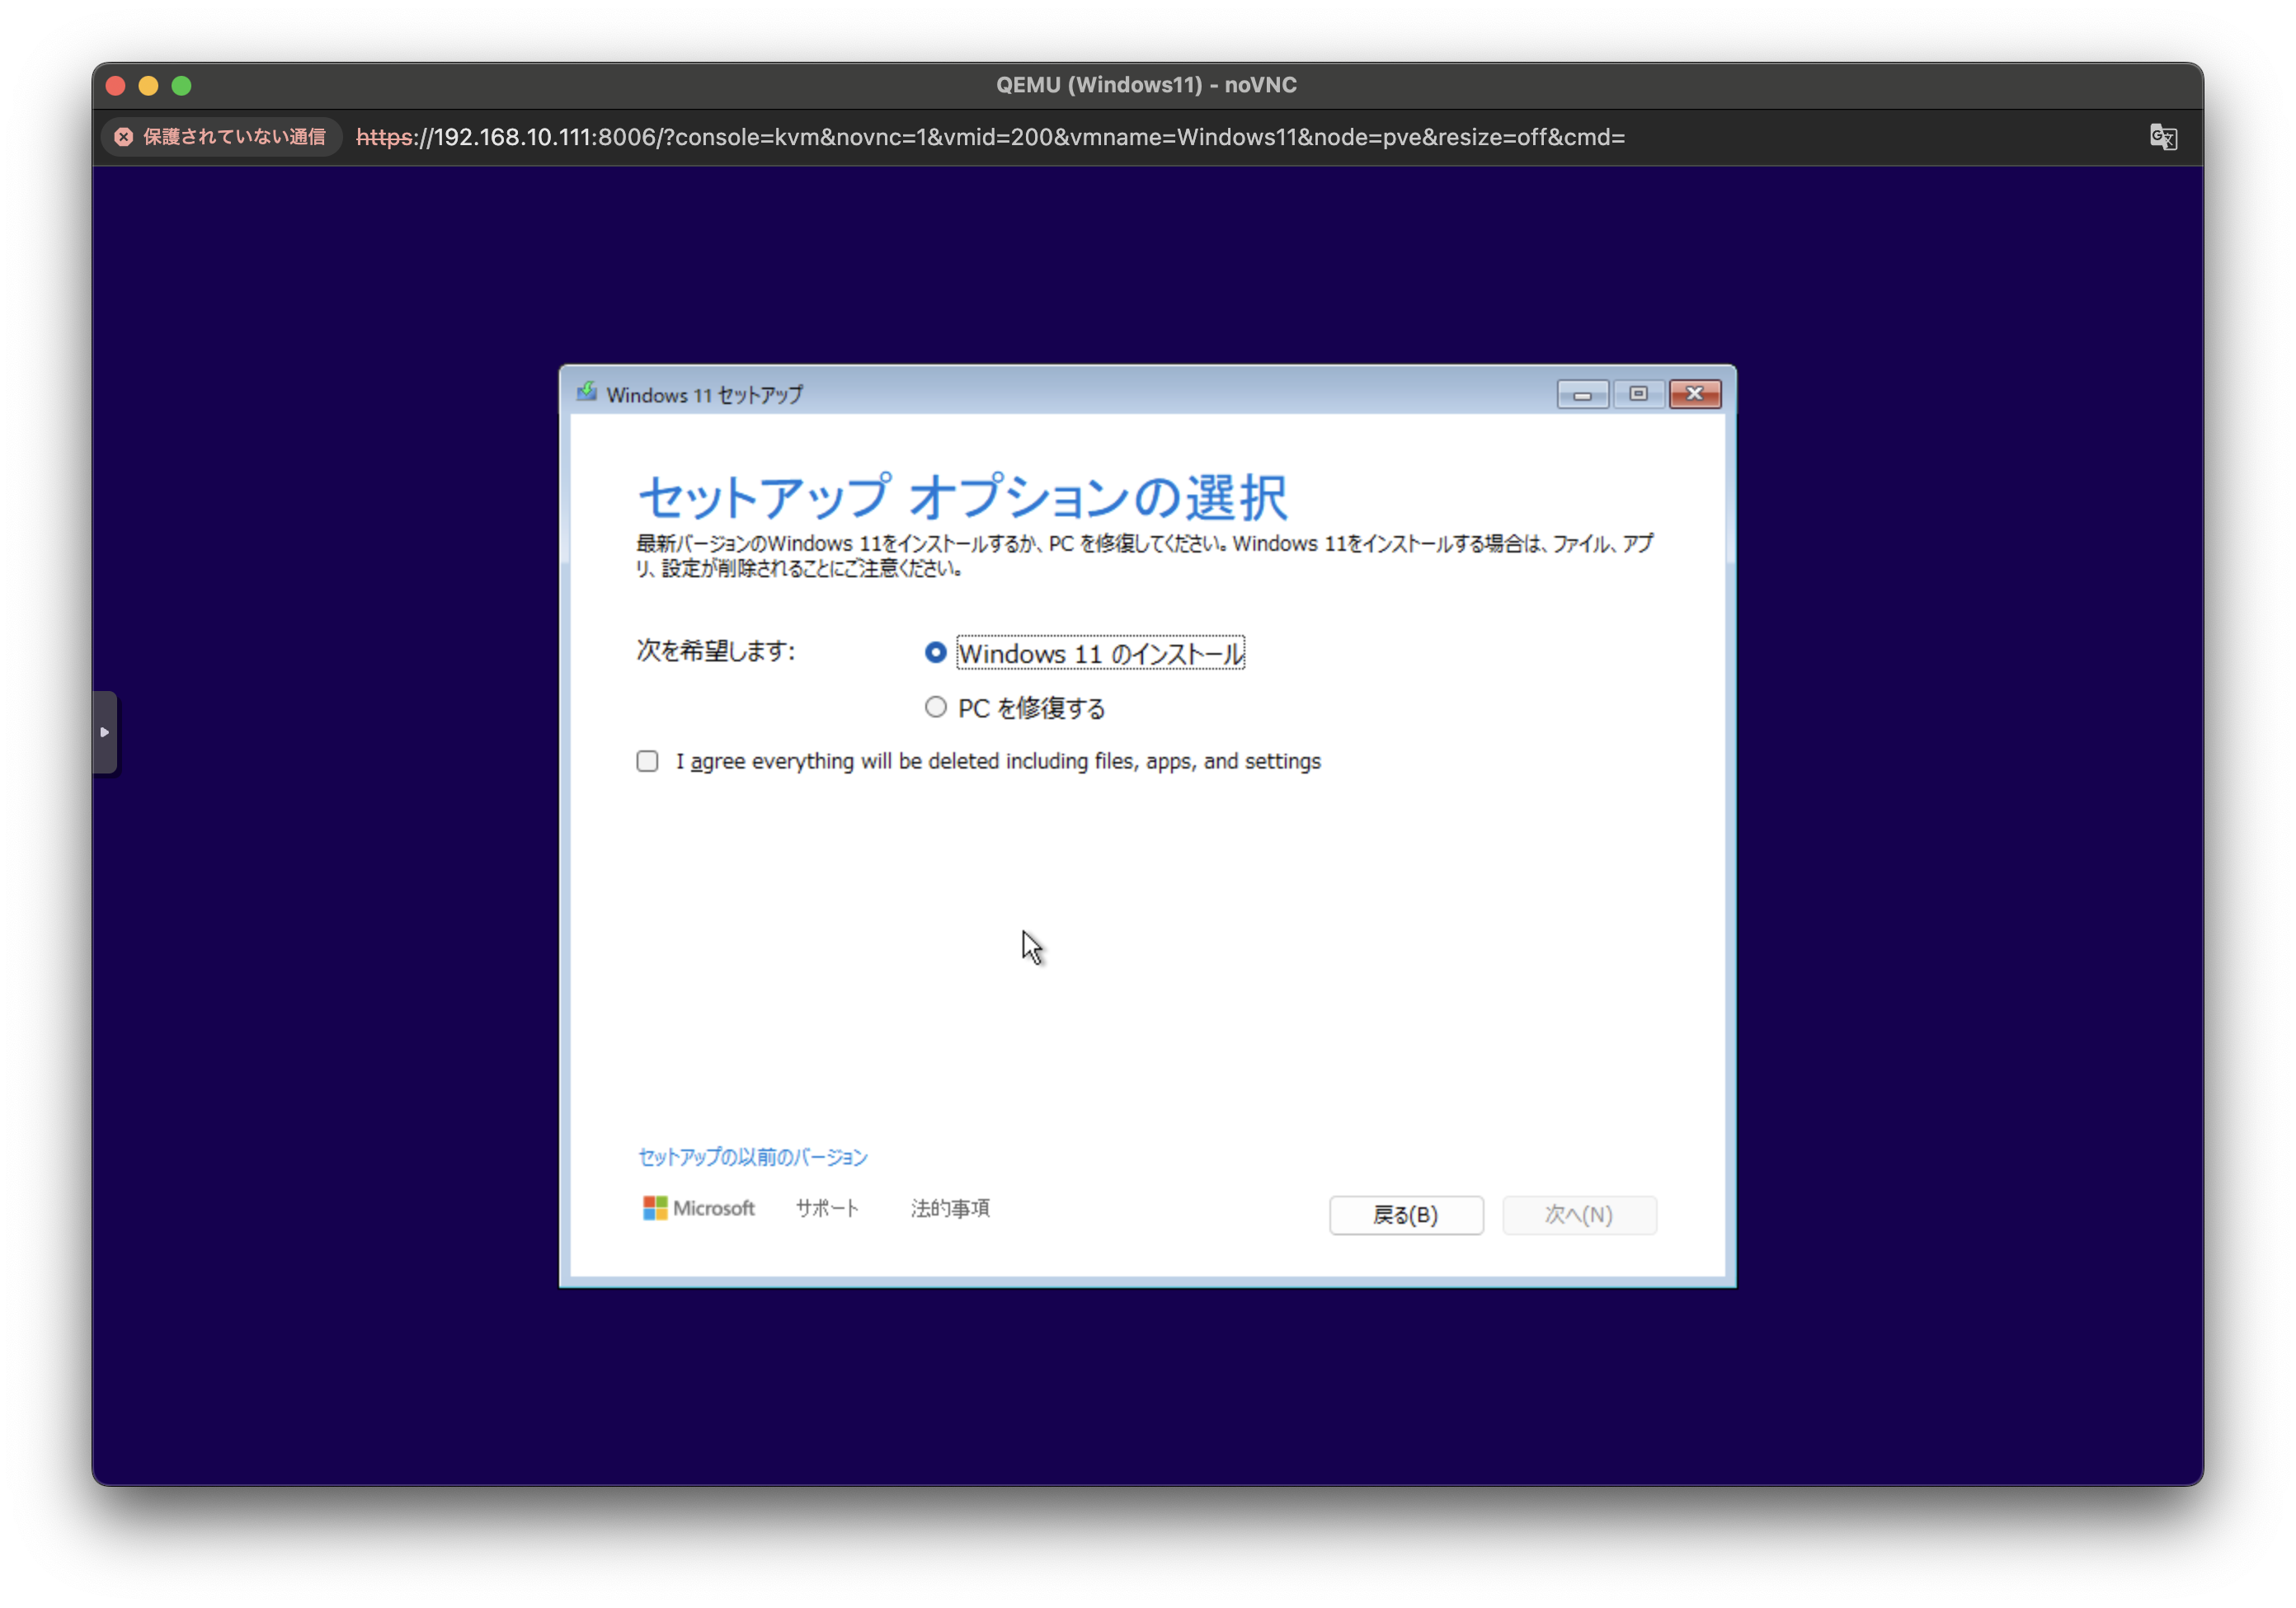 QEMU (Windows11) - noVNC
保護されていない通信 https://192.168.10.111:8006/?console=kvm&novnc=1&vmid=200&vmname=Windows11&node=pve&resize=off&cmd=
Windows 11 セットアップ
セットアップ オプションの選択
最新バージョンのWindows 11をインストールするか、PC を修復してください。Windows 11をインストールする場合は、ファイル、アプ
リ、設定が削除されることにご注意ください。
次を希望します: Windows 11 のインストール
PC を修復する
I agree everything will be deleted including files, apps, and settings
セットアップの以前のバージョン
Microsoft サポート 法的事項 戻る(B) 次へ(N)